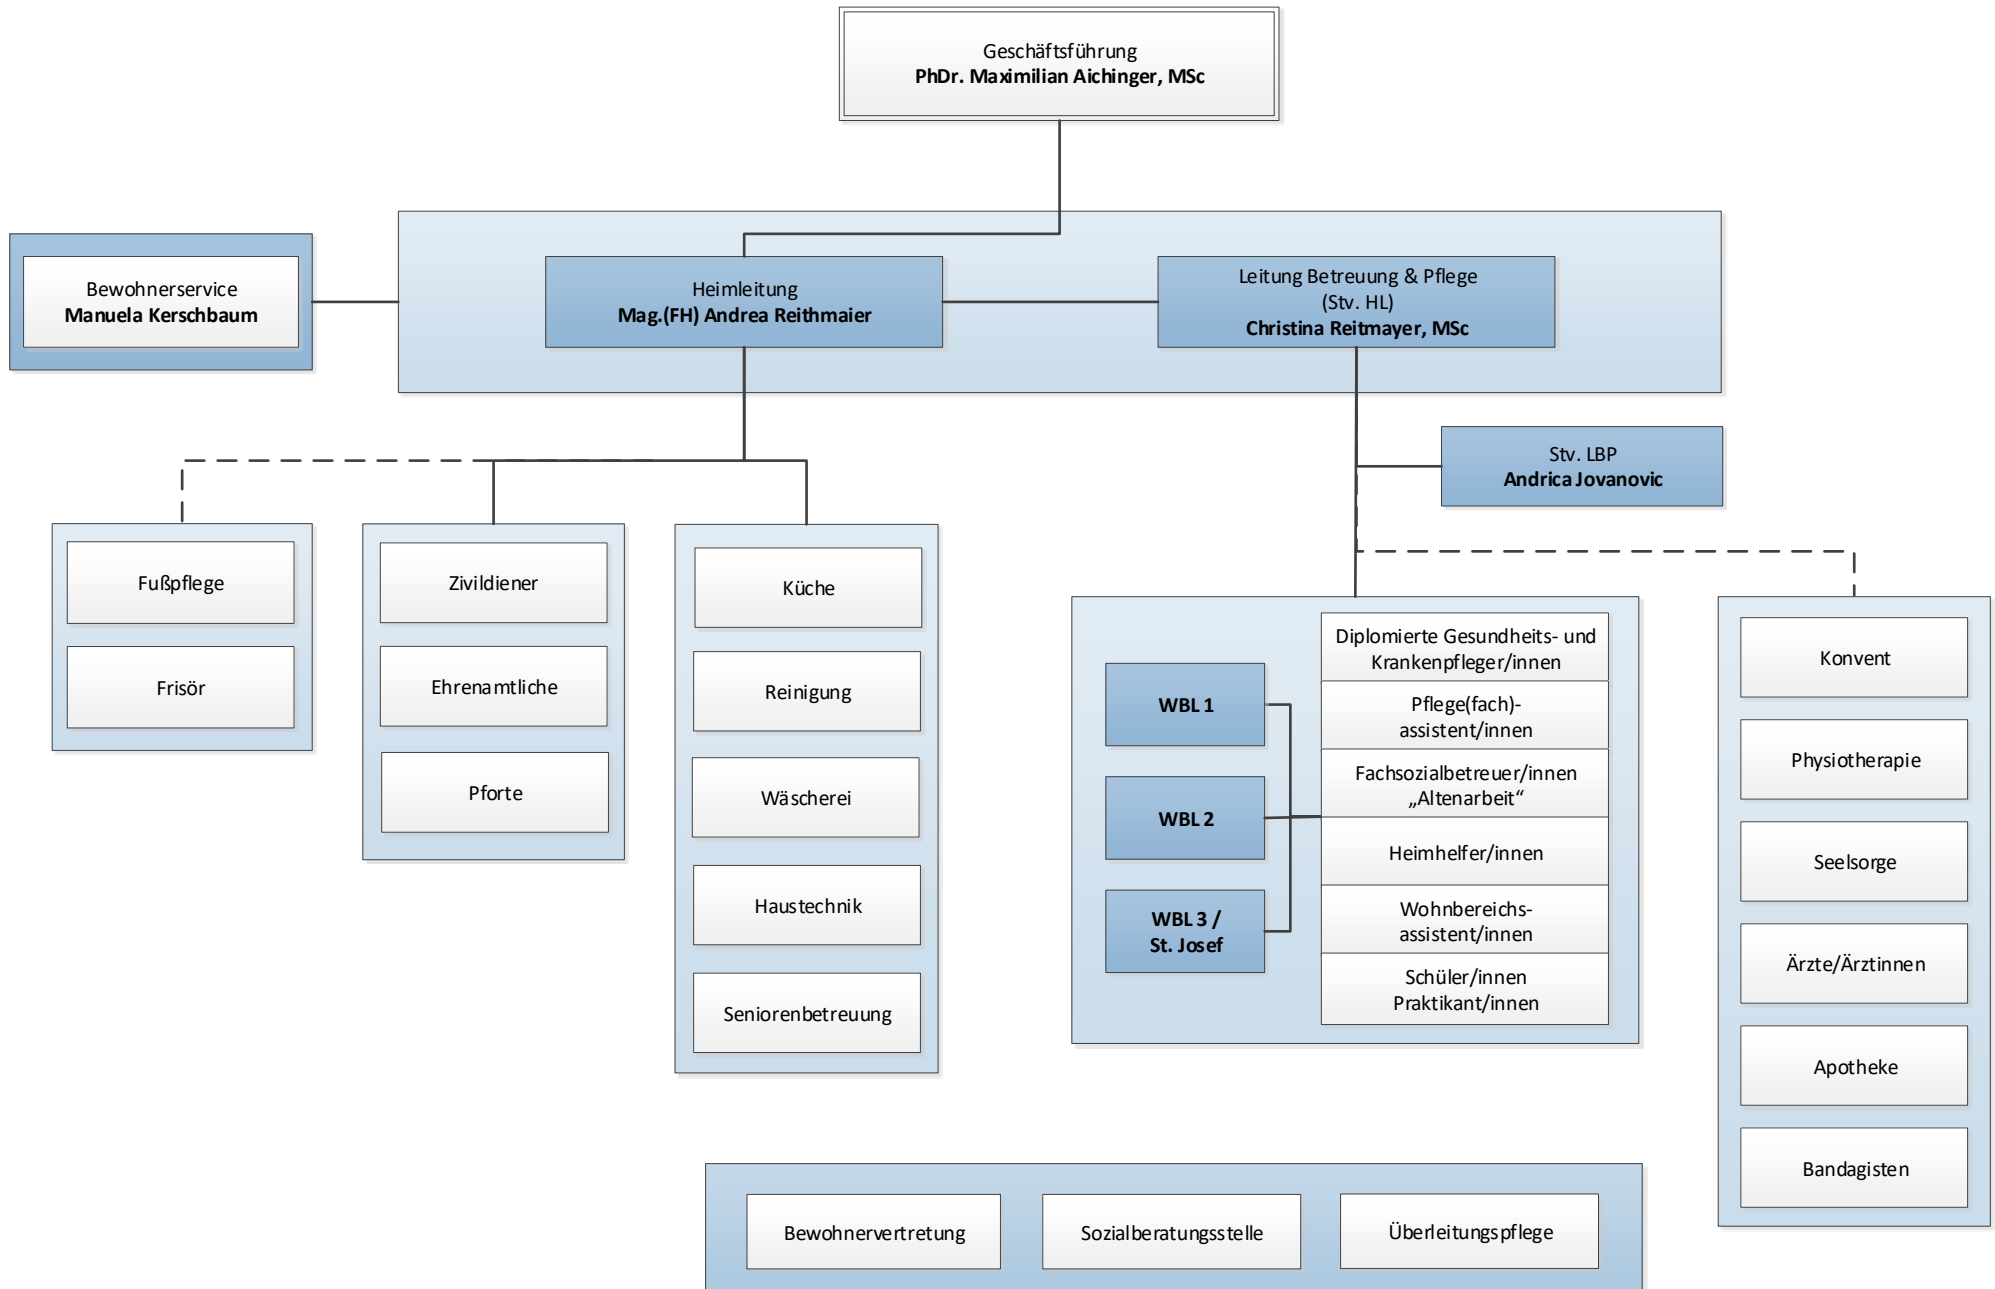 Geschäftsführung
PhDr. Maximilian Aichinger, MSc
Bewohnerservice
Manuela Kerschbaum
Heimleitung
Mag.(FH) Andrea Reithmaier
Leitung Betreuung & Pflege
(Stv. HL)
Christina Reitmayer, MSc
Stv. LBP
Andrica Jovanovic
Fußpflege
Frisör
Zivildiener
Ehrenamtliche
Pforte
Küche
Reinigung
Wäscherei
Haustechnik
Seniorenbetreuung
WBL 1
WBL 2
WBL 3 /
St. Josef
Diplomierte Gesundheits- und
Krankenpfleger/innen
Pflege(fach)-
assistent/innen
Fachsozialbetreuer/innen
„Altenarbeit“
Heimhelfer/innen
Wohnbereichs-
assistent/innen
Schüler/innen
Praktikant/innen
Konvent
Physiotherapie
Seelsorge
Ärzte/Ärztinnen
Apotheke
Bandagisten
Bewohnervertretung
Sozialberatungsstelle
Überleitungspflege